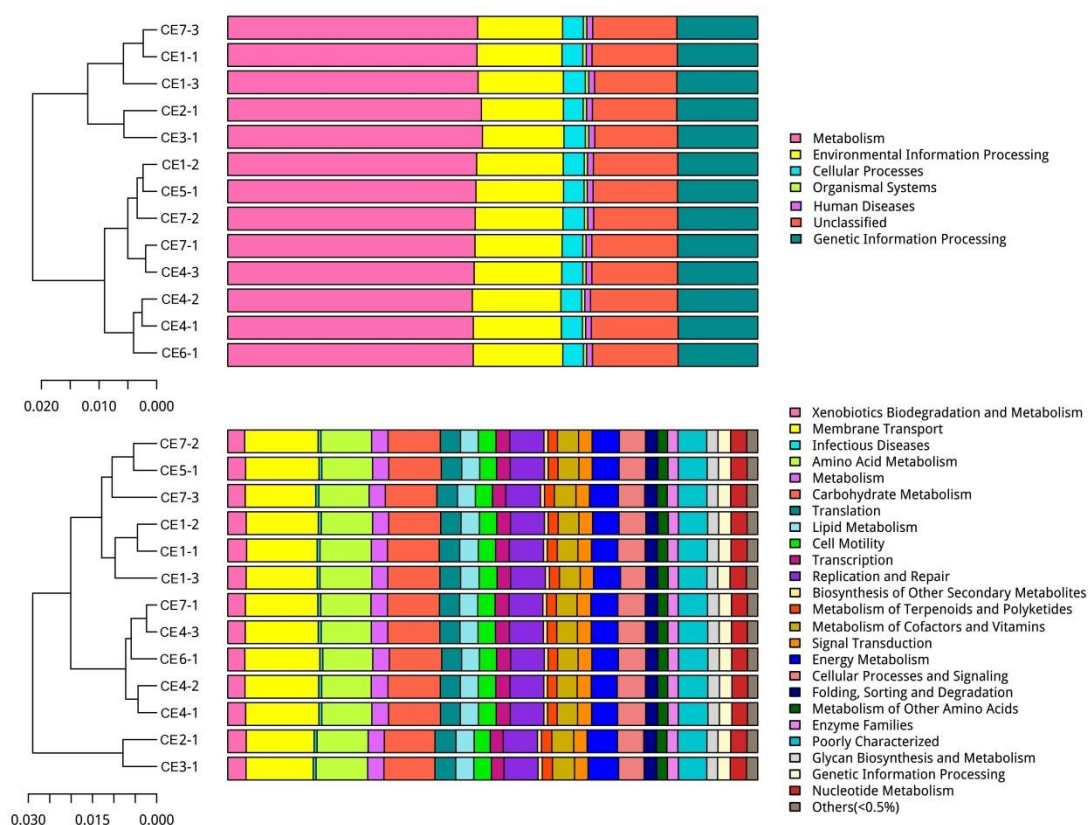 CE7-3
CE1-1
CE1-3
CE2-1
CE3-1
CE1-2
CE5-1
CE7-2
CE7-1
CE4-3
CE4-2
CE4-1
CE6-1
0.020 0.010 0.000
Metabolism
Environmental Information Processing
Cellular Processes
Organismal Systems
Human Diseases
Unclassified
Genetic Information Processing
CE7-2
CE5-1
CE7-3
CE1-2
CE1-1
CE1-3
CE7-1
CE4-3
CE6-1
CE4-2
CE4-1
CE2-1
CE3-1
0.030 0.015 0.000
Xenobiotics Biodegradation and Metabolism
Membrane Transport
Infectious Diseases
Amino Acid Metabolism
Metabolism
Carbohydrate Metabolism
Translation
Lipid Metabolism
Cell Motility
Transcription
Replication and Repair
Biosynthesis of Other Secondary Metabolites
Metabolism of Terpenoids and Polyketides
Metabolism of Cofactors and Vitamins
Signal Transduction
Energy Metabolism
Cellular Processes and Signaling
Folding, Sorting and Degradation
Metabolism of Other Amino Acids
Enzyme Families
Poorly Characterized
Glycan Biosynthesis and Metabolism
Genetic Information Processing
Nucleotide Metabolism
Others(<0.5%)